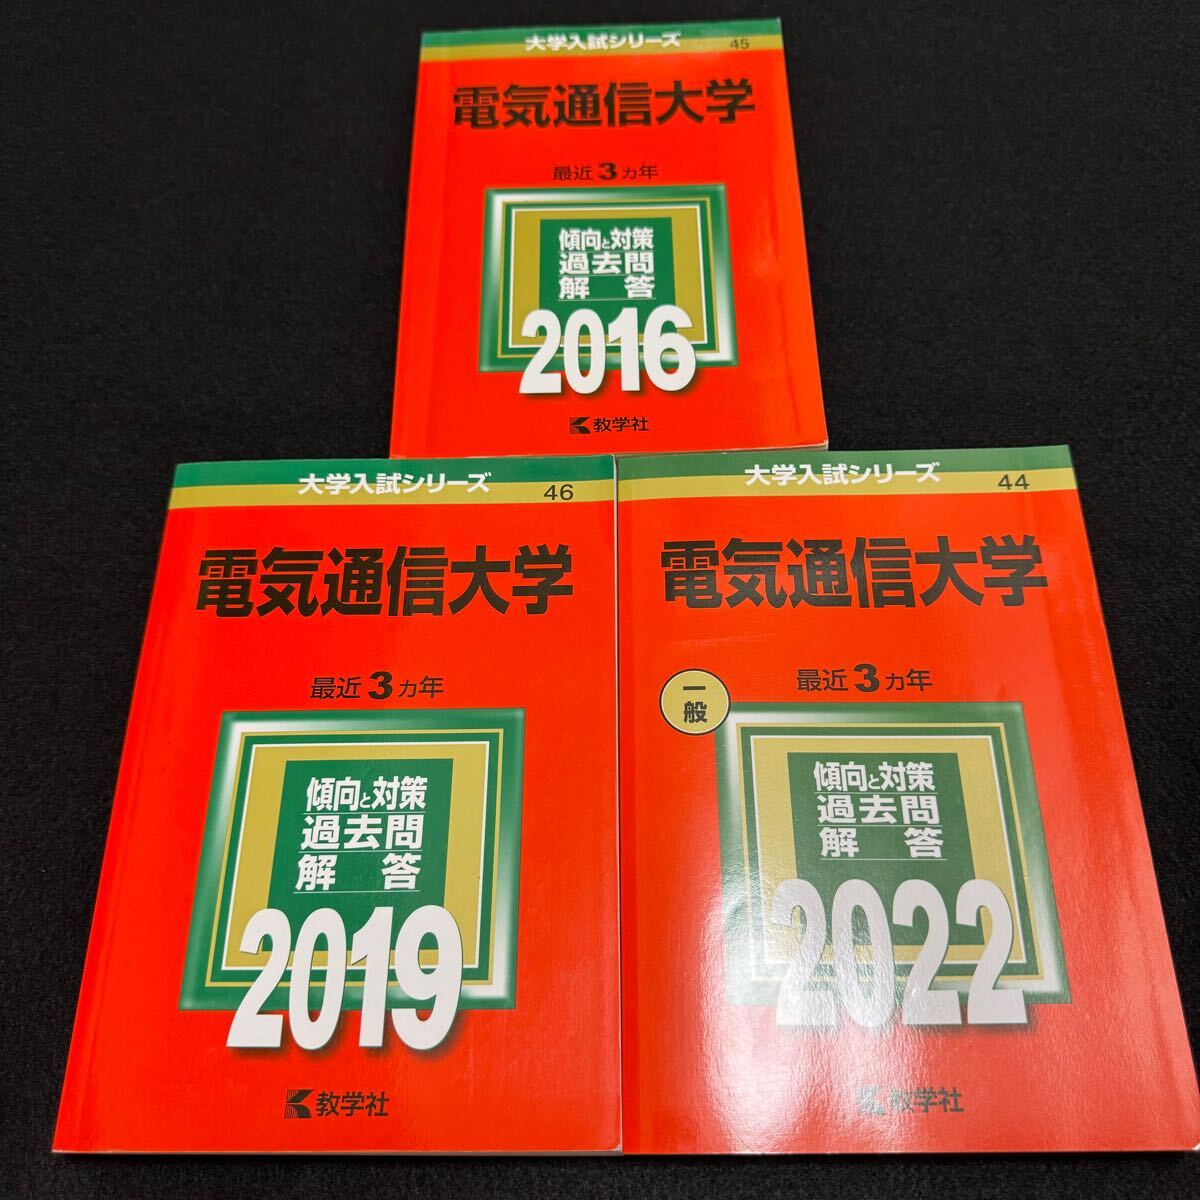 大学入試シリーズ
45
電気通信大学
最近3カ年
傾向と対策
過去問
解答
2016
教学社
大学入試シリーズ
46
電気通信大学
最近3カ年
傾向と対策
過去問
解答
2019
教学社
大学入試シリーズ
44
電気通信大学
最近3カ年
一般
傾向と対策
過去問
解答
2022
教学社